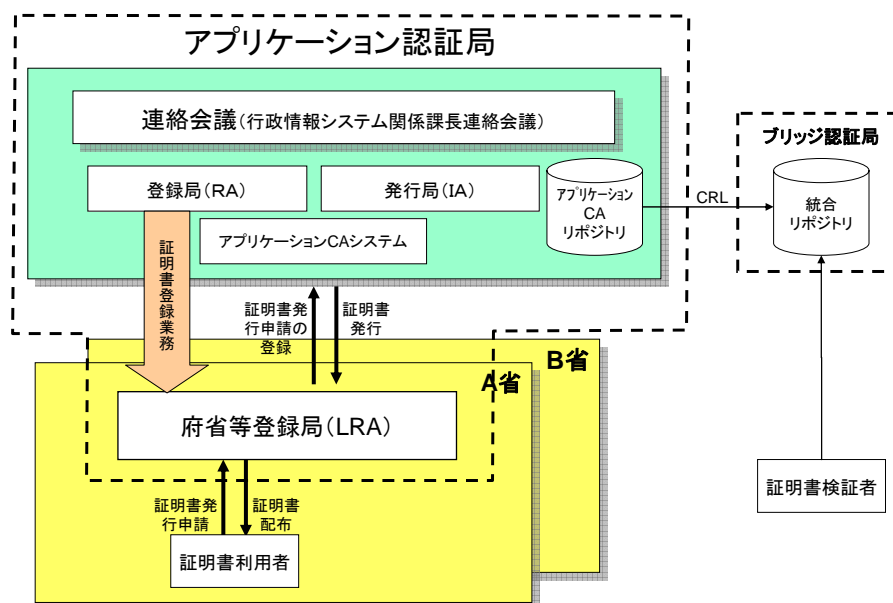 アプリケーション認証局
連絡会議(行政情報システム関係課長連絡会議)
登録局(RA)
発行局(IA)
アプリケーション
CA
リポジトリ
アプリケーションCAシステム
証明書登録業務
証明書発
行申請の
登録
証明書
発行
CRL
ブリッジ認証局
統合
リポジトリ
B省
A省
府省等登録局(LRA)
証明書発
行申請
証明書
配布
証明書利用者
証明書検証者